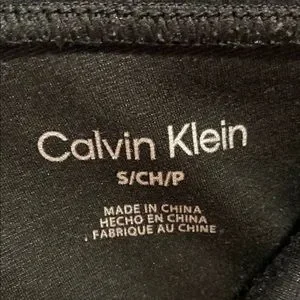 Calvin Klein
S/CH/P
MADE IN CHINA
HECHO EN CHINA
FABRIQUE AU CHINE